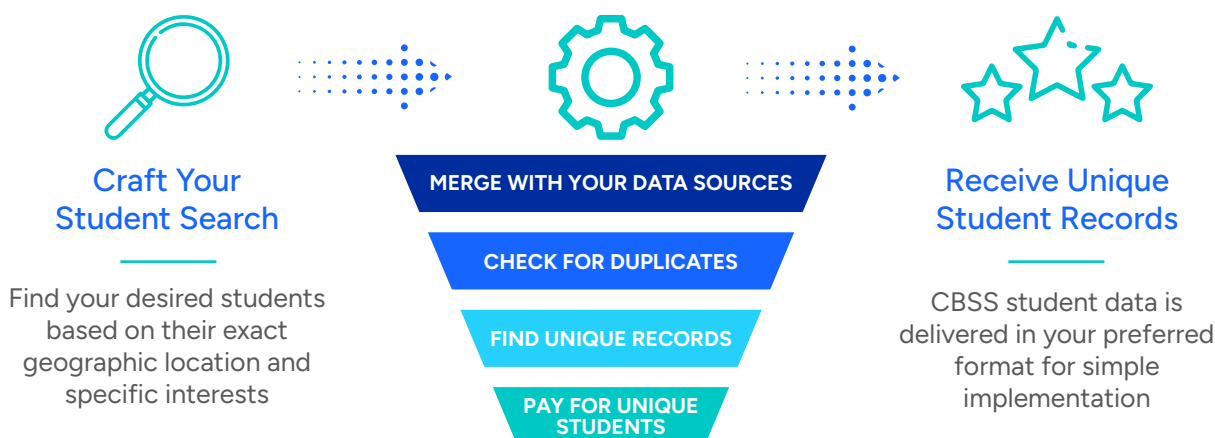 Craft Your
Student Search
Find your desired students
based on their exact
geographic location and
specific interests
MERGE WITH YOUR DATA SOURCES
CHECK FOR DUPLICATES
FIND UNIQUE RECORDS
PAY FOR UNIQUE
STUDENTS
Receive Unique
Student Records
CBSS student data is
delivered in your preferred
format for simple
implementation